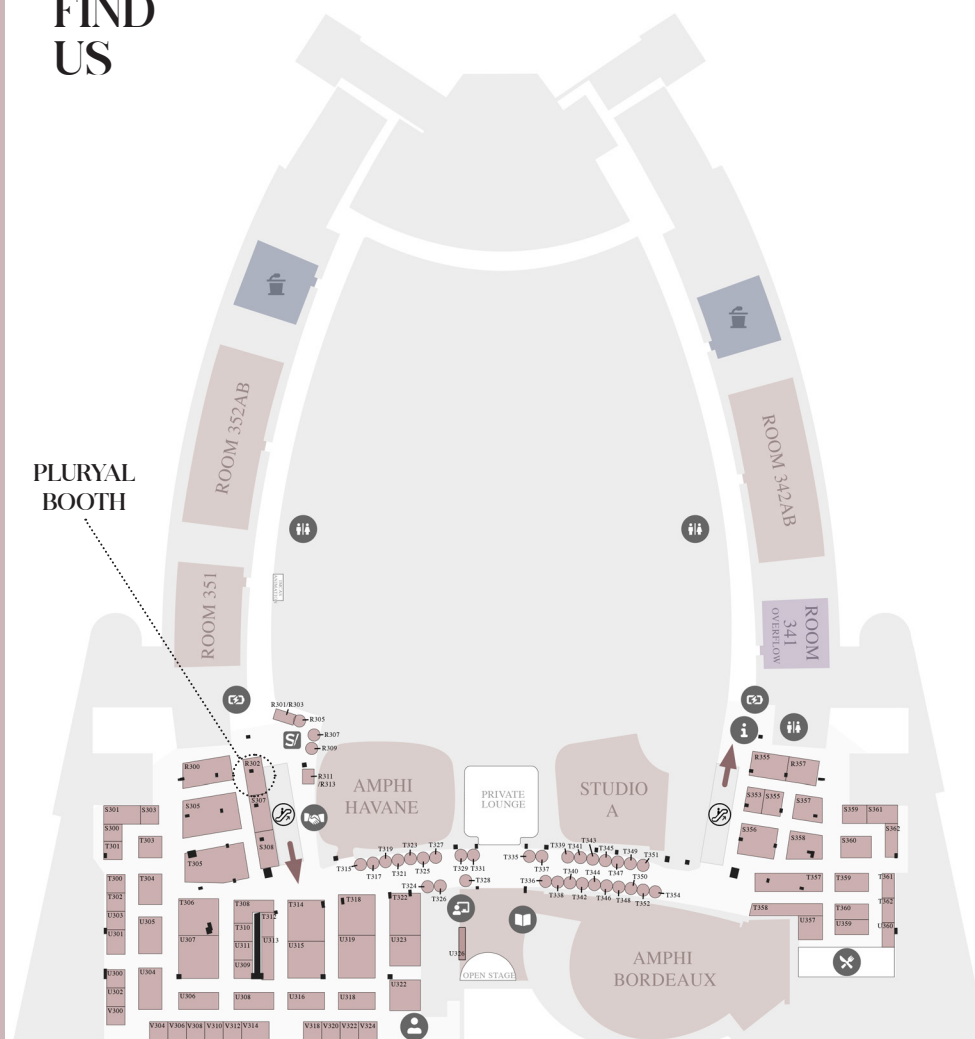 FIND
US
ROOM 352AB
ROOM 342AB
PLURYAL
BOOTH
ROOM 351
ROOM
341
OVERFLOW
R301/R303
R305
R307
R309
S/
R311
/R313
R300
R302
S305
S307
S308
T305
AMPHI
HAVANE
PRIVATE
LOUNGE
STUDIO
A
R355
R357
S353
S355
S357
S356
S358
S359
S361
S360
S362
S301
S303
S300
T301
T303
T315
T317
T319
T321
T323
T325
T327
T329
T331
T324
T326
T328
T335
T337
T339
T341
T343
T345
T347
T349
T351
T336
T338
T340
T342
T344
T346
T348
T350
T352
T354
T300
T302
U303
U301
T304
U305
T306
U307
T308
T310
U311
U309
T312
U313
T314
U315
T318
U319
T322
U323
U326
OPEN STAGE
AMPHI
BORDEAUX
T357
T359
T361
T358
U357
T360
U359
T362
U360
U300
U302
V300
U304
U306
U308
U316
U318
U322
V304
V306
V308
V310
V312
V314
V318
V320
V322
V324